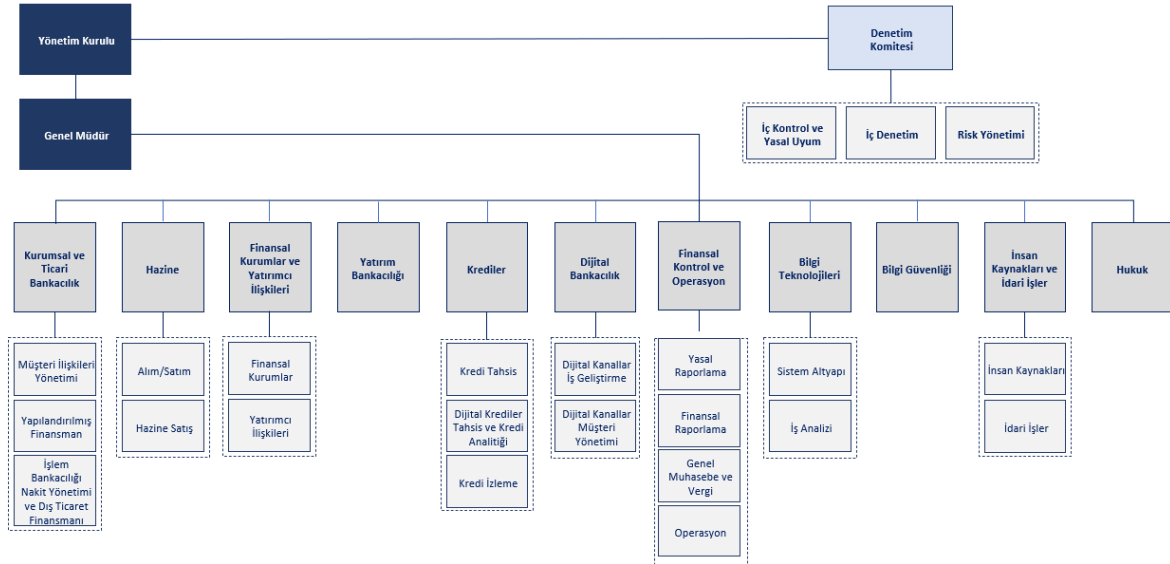 Yönetim Kurulu
Denetim
Komitesi
Genel Müdür
İç Kontrol ve
Yasal Uyum
İç Denetim
Risk Yönetimi
Kurumsal ve
Ticari
Bankacılık
Hazine
Finansal
Kurumlar ve
Yatırımcı
İlişkileri
Yatırım
Bankacılığı
Krediler
Dijital
Bankacılık
Finansal
Kontrol ve
Operasyon
Bilgi
Teknolojileri
Bilgi Güvenliği
İnsan
Kaynakları ve
İdari İşler
Hukuk
Müşteri İlişkileri
Yönetimi
Yapılandırılmış
Finansman
İşlem
Bankacılığı
Nakit Yönetimi
ve Dış Ticaret
Finansmanı
Alım/Satım
Hazine Satış
Finansal
Kurumlar
Yatırımcı
İlişkileri
Kredi Tahsis
Dijital Krediler
Tahsis ve Kredi
Analitiği
Kredi İzleme
Dijital Kanallar
İş Geliştirme
Dijital Kanallar
Müşteri
Yönetimi
Yasal
Raporlama
Finansal
Raporlama
Genel
Muhasebe ve
Vergi
Operasyon
Sistem Altyapı
İş Analizi
İnsan Kaynakları
İdari İşler